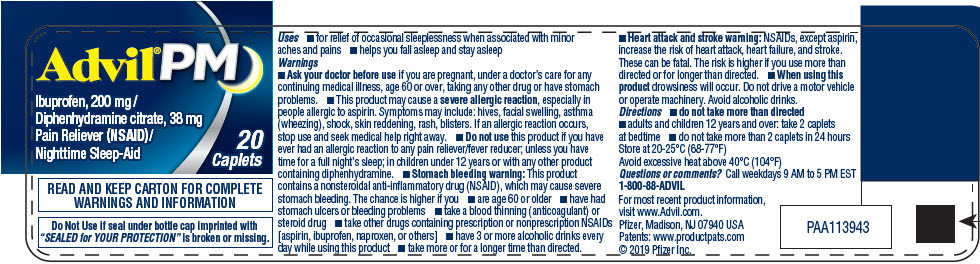 Advil® PM
Ibuprofen, 200 mg/
Diphenhydramine citrate, 38 mg
Pain Reliever (NSAID)/
Nighttime Sleep-Aid
20
Caplets
READ AND KEEP CARTON FOR COMPLETE
WARNINGS AND INFORMATION
Do Not Use if seal under bottle cap imprinted with
"SEALED for YOUR PROTECTION" is broken or missing.
Uses ■ for relief of occasional sleeplessness when associated with minor
aches and pains ■ helps you fall asleep and stay asleep
Warnings
■ Ask your doctor before use if you are pregnant, under a doctor's care for any
continuing medical illness, age 60 or over, taking any other drug or have stomach
problems. ■ This product may cause a severe allergic reaction, especially in
people allergic to aspirin. Symptoms may include: hives, facial swelling, asthma
(wheezing), shock, skin reddening, rash, blisters. If an allergic reaction occurs,
stop use and seek medical help right away. ■ Do not use this product if you have
ever had an allergic reaction to any pain reliever/fever reducer; unless you have
time for a full night's sleep; in children under 12 years or with any other product
containing diphenhydramine. ■ Stomach bleeding warning: This product
contains a nonsteroidal anti-inflammatory drug (NSAID), which may cause severe
stomach bleeding. The chance is higher if you ■ are age 60 or older ■ have had
stomach ulcers or bleeding problems ■ take a blood thinning (anticoagulant) or
steroid drug ■ take other drugs containing prescription or nonprescription NSAIDs
[aspirin, ibuprofen, naproxen, or others] ■ have 3 or more alcoholic drinks every
day while using this product ■ take more or for a longer time than directed.
■ Heart attack and stroke warning: NSAIDs, except aspirin,
increase the risk of heart attack, heart failure, and stroke.
These can be fatal. The risk is higher if you use more than
directed or for longer than directed. ■ When using this
product drowsiness will occur. Do not drive a motor vehicle
or operate machinery. Avoid alcoholic drinks.
Directions ■ do not take more than directed
■ adults and children 12 years and over: take 2 caplets
at bedtime ■ do not take more than 2 caplets in 24 hours
Store at 20-25°C (68-77°F)
Avoid excessive heat above 40°C (104°F)
Questions or comments? Call weekdays 9 AM to 5 PM EST
1-800-88-ADVIL
For most recent product information,
visit www.Advil.com.
Pfizer, Madison, NJ 07940 USA
Patents: www.productpats.com
© 2019 Pfizer Inc.
PAA113943